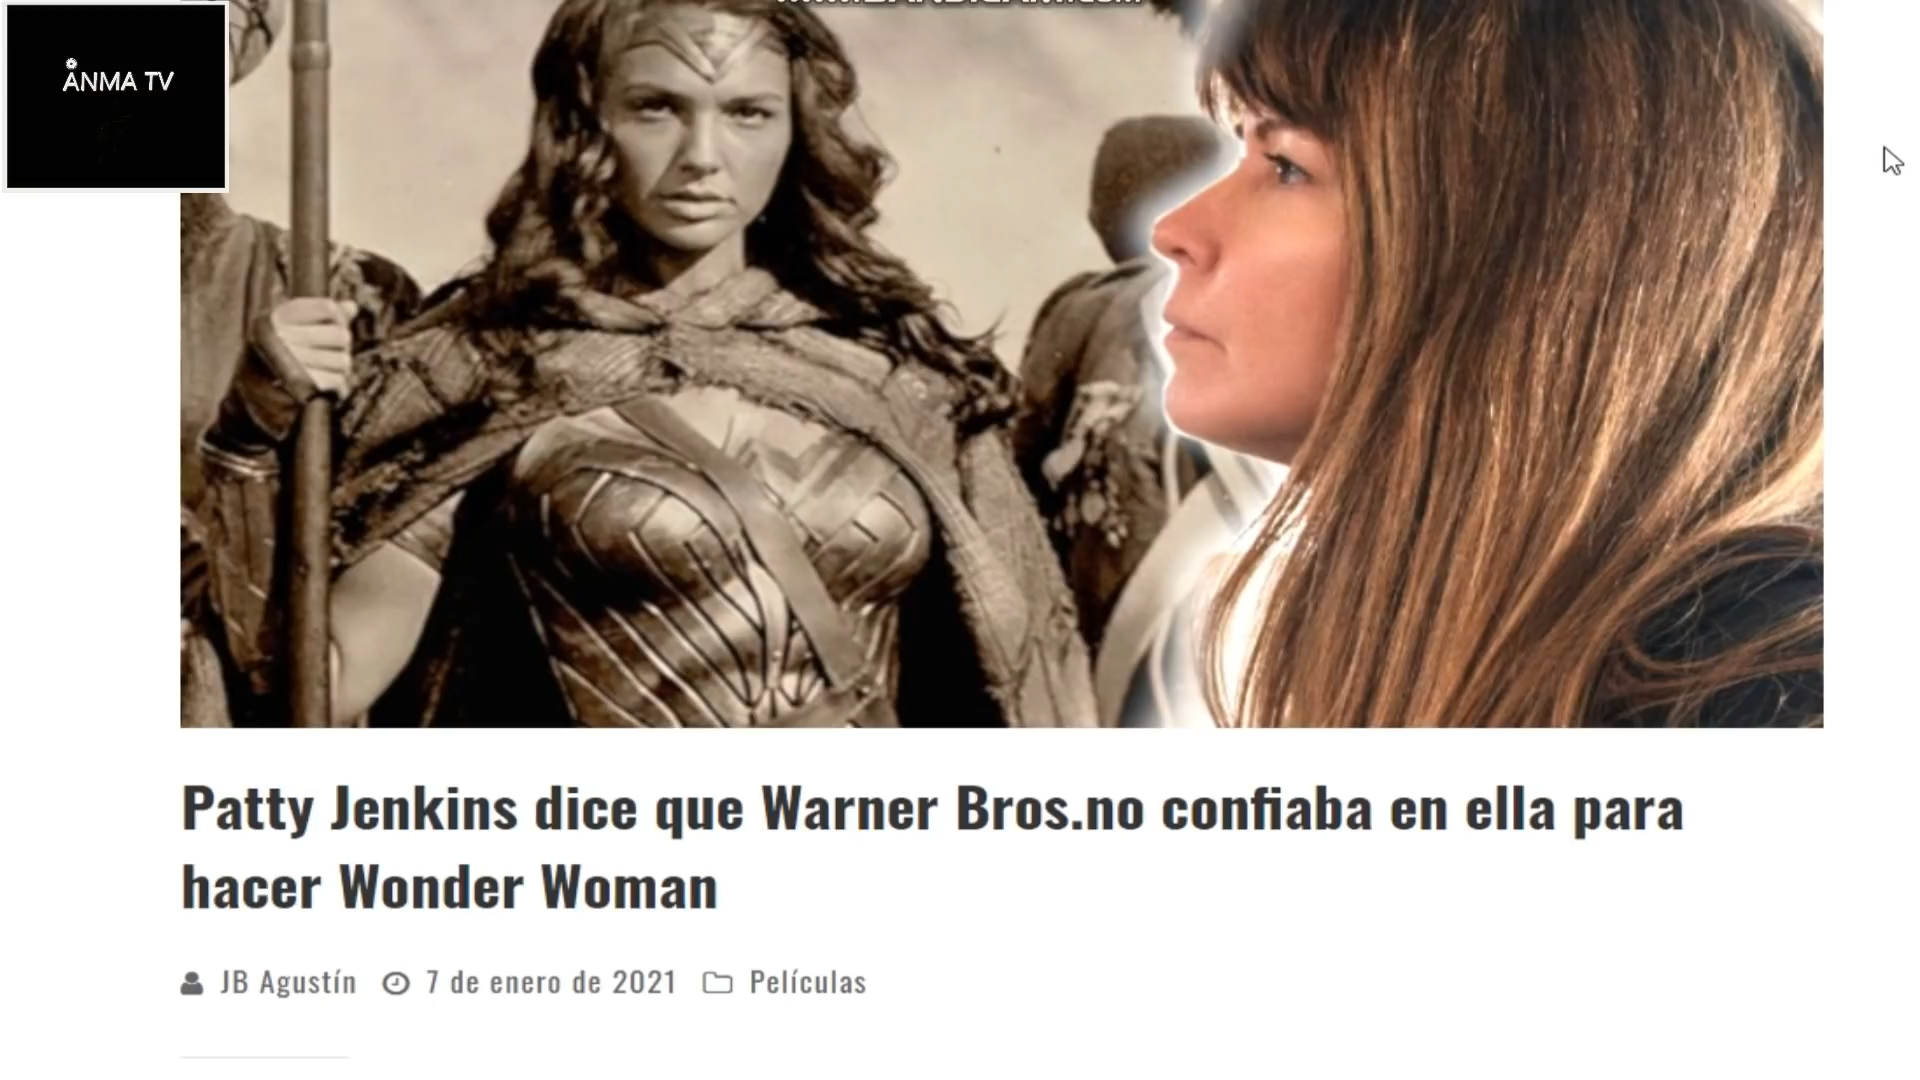 ANMA TV
Patty Jenkins dice que Warner Bros.no confiaba en ella para
hacer Wonder Woman
JB Agustín 7 de enero de 2021 Películas